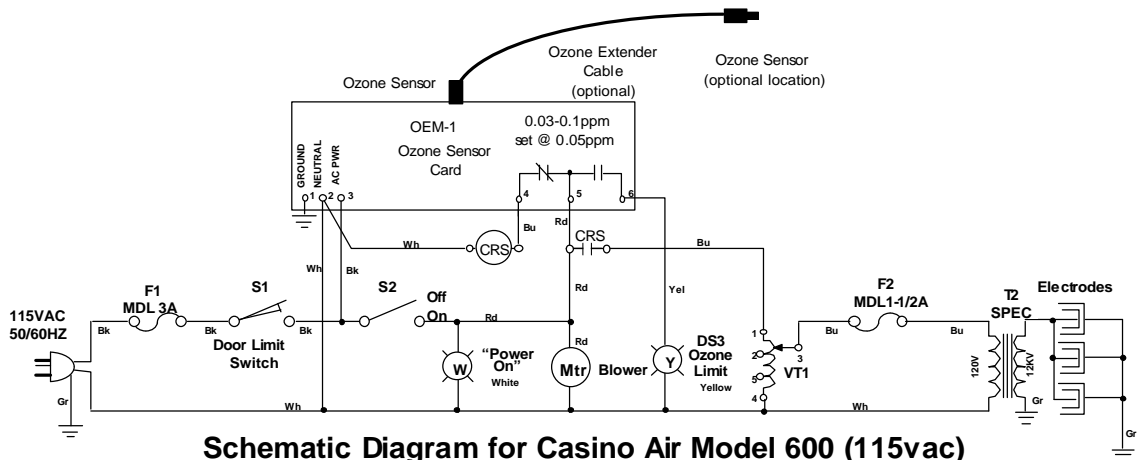 Ozone Extender
Cable
(optional)
Ozone Sensor
(optional location)
Ozone Sensor
OEM-1
Ozone Sensor
Card
0.03-0.1ppm
set @ 0.05ppm
GROUND
NEUTRAL
AC PWR
1
2
3
4
5
6
Bu
Rd
Wh
CRS
CRS
Bu
Wh
Bk
Rd
Yel
115VAC
50/60HZ
F1
MDL 3A
S1
Door Limit
Switch
S2
Off
On
Bk
Bk
Bk
Rd
Rd
W
"Power
On"
White
Mtr
Blower
Y
DS3
Ozone
Limit
Yellow
1
2
3
5
4
VT1
F2
MDL1-1/2A
Bu
Bu
T2
SPEC
120V
12KV
Electrodes
Gr
Gr
Gr
Wh
Wh
Schematic Diagram for Casino Air Model 600 (115vac)